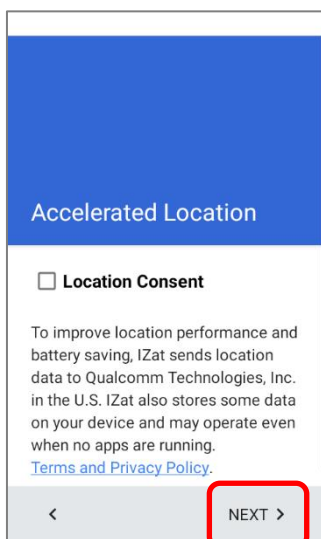 Accelerated Location
Location Consent
To improve location performance and
battery saving, IZat sends location
data to Qualcomm Technologies, Inc.
in the U.S. IZat also stores some data
on your device and may operate even
when no apps are running.
Terms and Privacy Policy.
< NEXT >